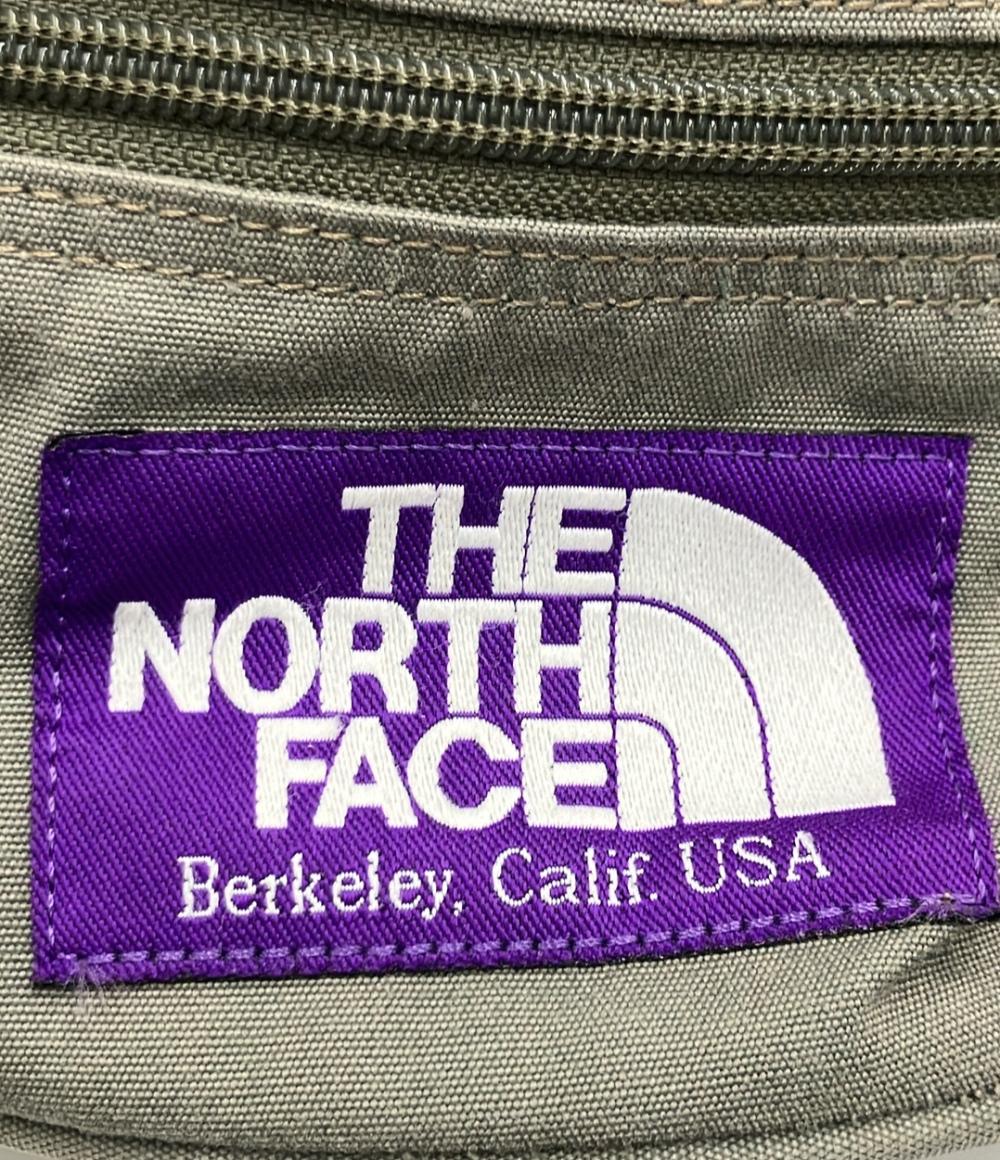 THE
NORTH
FACE
Berkeley, Calif. USA